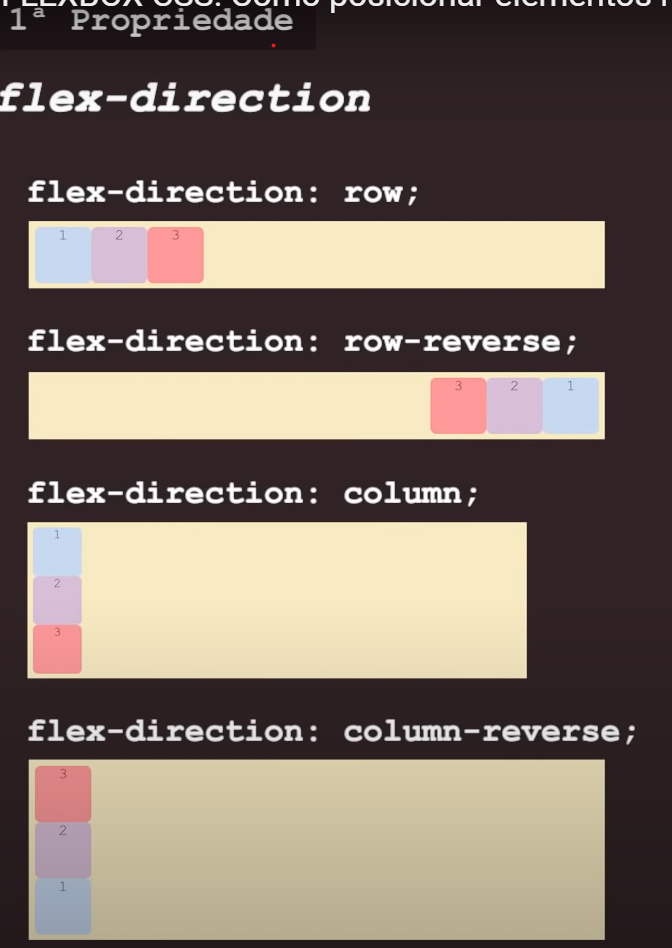 FLEXBOX CSS: Como posicionar elementos
1ª Propriedade
flex-direction
flex-direction: row;
1 2 3
flex-direction: row-reverse;
3 2 1
flex-direction: column;
1
2
3
flex-direction: column-reverse;
3
2
1